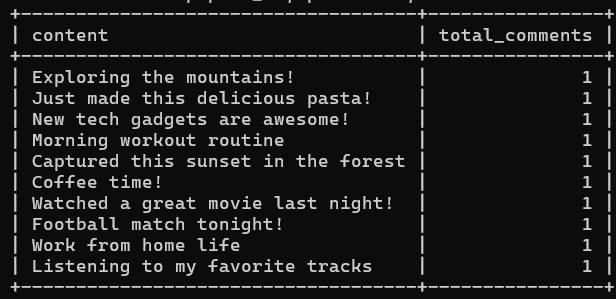 content total_comments
Exploring the mountains! 1
Just made this delicious pasta! 1
New tech gadgets are awesome! 1
Morning workout routine 1
Captured this sunset in the forest 1
Coffee time! 1
Watched a great movie last night! 1
Football match tonight! 1
Work from home life 1
Listening to my favorite tracks 1